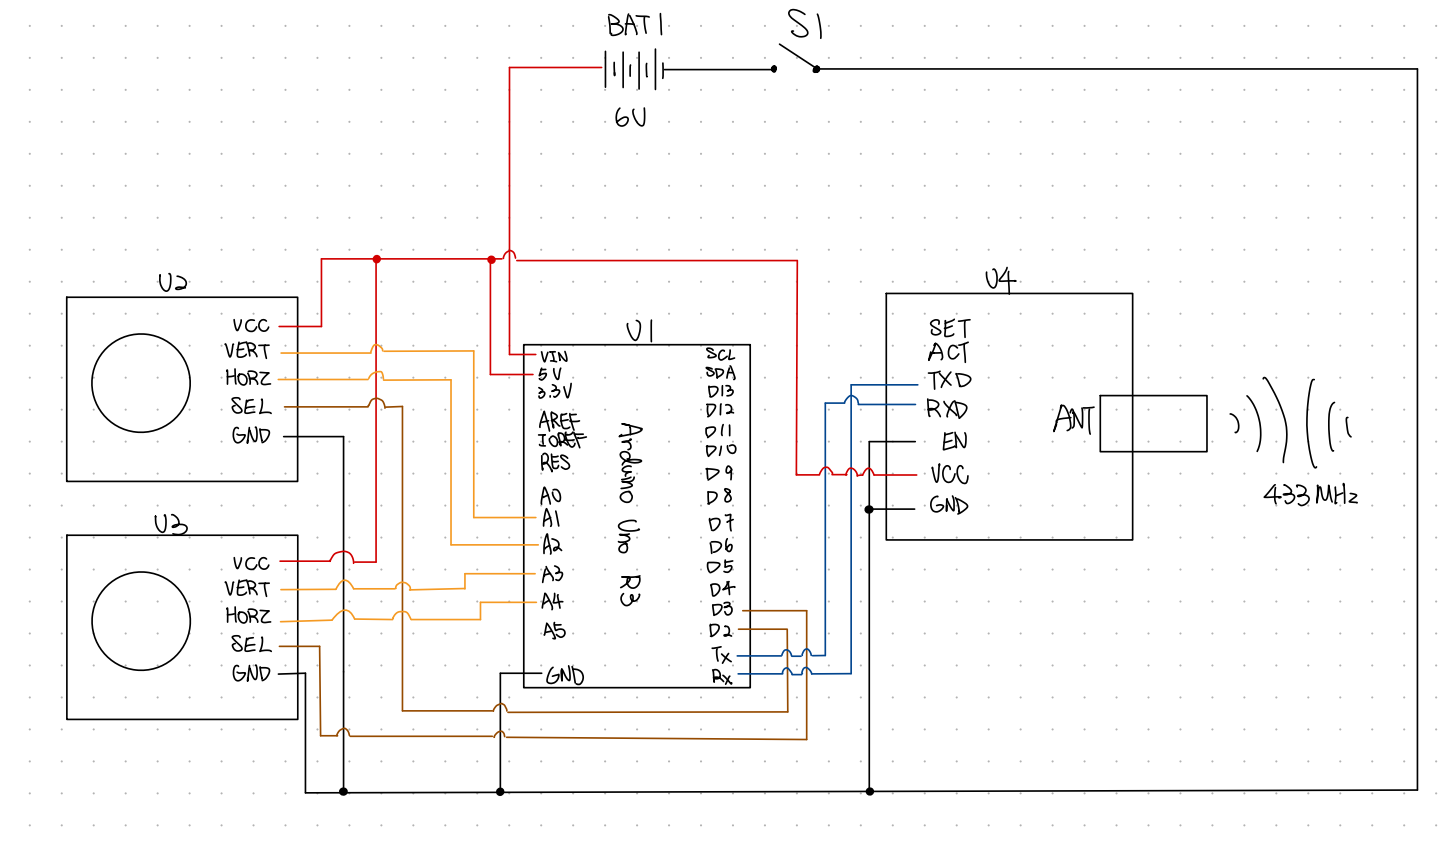 BAT1
S1
6V
U2
VCC
VERT
HORZ
SEL
GND
U3
VCC
VERT
HORZ
SEL
GND
U1
VIN
5V
3.3V
AREF
IOREF
RES
A0
A1
A2
A3
A4
A5
GND
Arduino Uno R3
SCL
SDA
D13
D12
D11
D10
D9
D8
D7
D6
D5
D4
D3
D2
Tx
Rx
U4
SET
ACT
TXD
RXD
EN
VCC
GND
ANT
433MHz